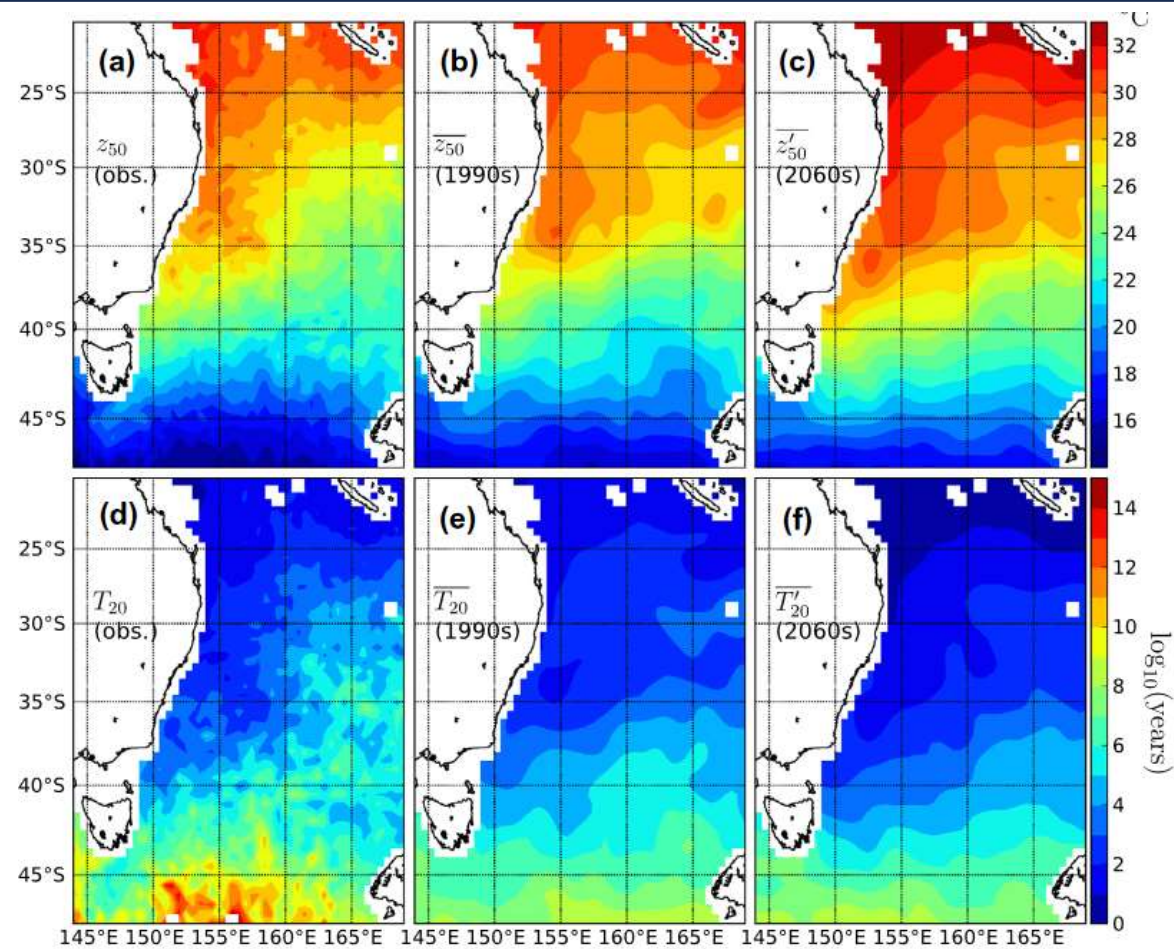 °C
(a)
(b)
(c)
z₅₀
(obs.)
z̅₅₀
(1990s)
z̅′₅₀
(2060s)
25°S
30°S
35°S
40°S
45°S
32
30
28
26
24
22
20
18
16
(d)
(e)
(f)
T₂₀
(obs.)
T̅₂₀
(1990s)
T̅′₂₀
(2060s)
25°S
30°S
35°S
40°S
45°S
14
12
10
8
6
4
2
0
log₁₀(years)
145°E 150°E 155°E 160°E 165°E
145°E 150°E 155°E 160°E 165°E
145°E 150°E 155°E 160°E 165°E